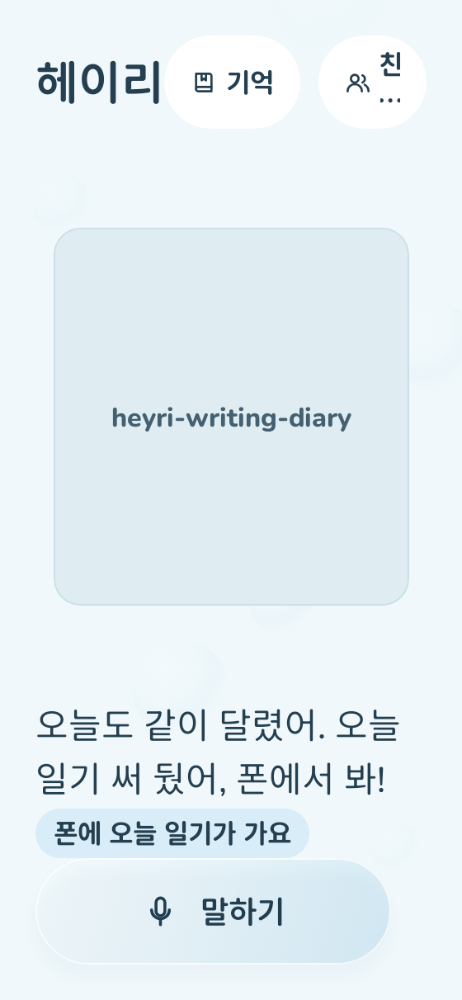 헤이리
기억
친
...
heyri-writing-diary
오늘도 같이 달렸어. 오늘
일기 써 뒀어, 폰에서 봐!
폰에 오늘 일기가 가요
말하기